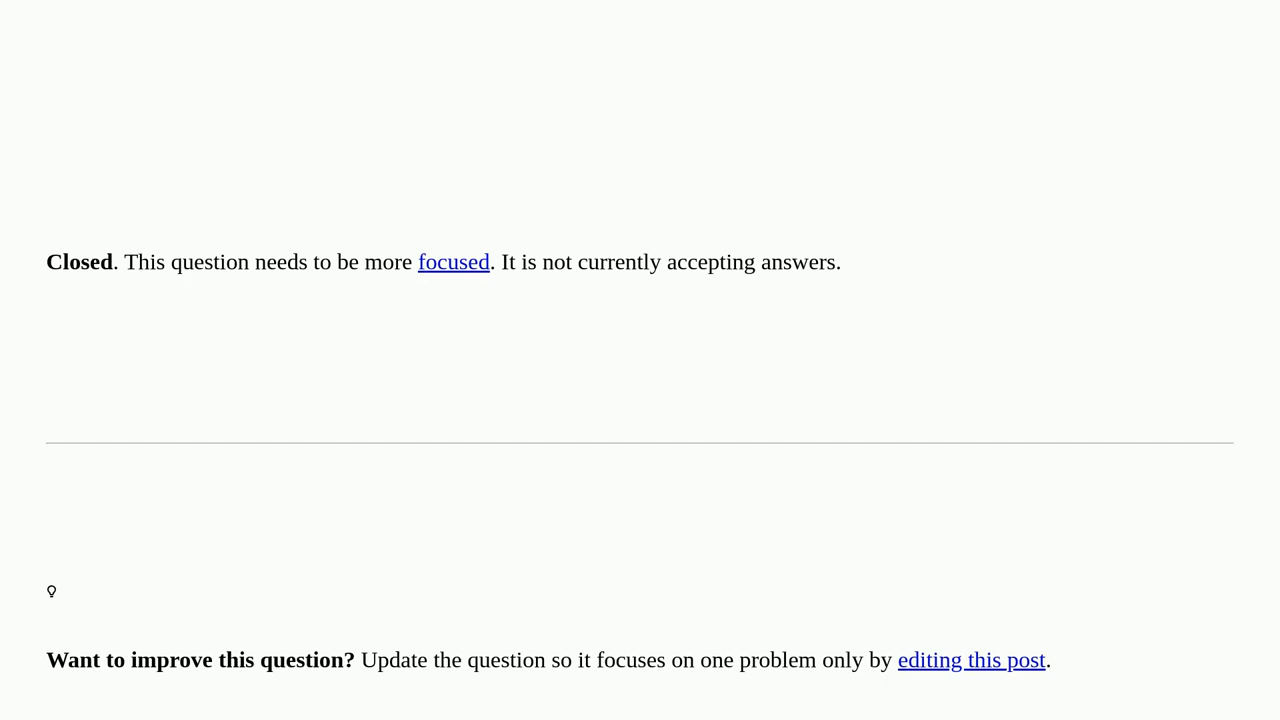 Closed. This question needs to be more focused. It is not currently accepting answers.
Want to improve this question? Update the question so it focuses on one problem only by editing this post.